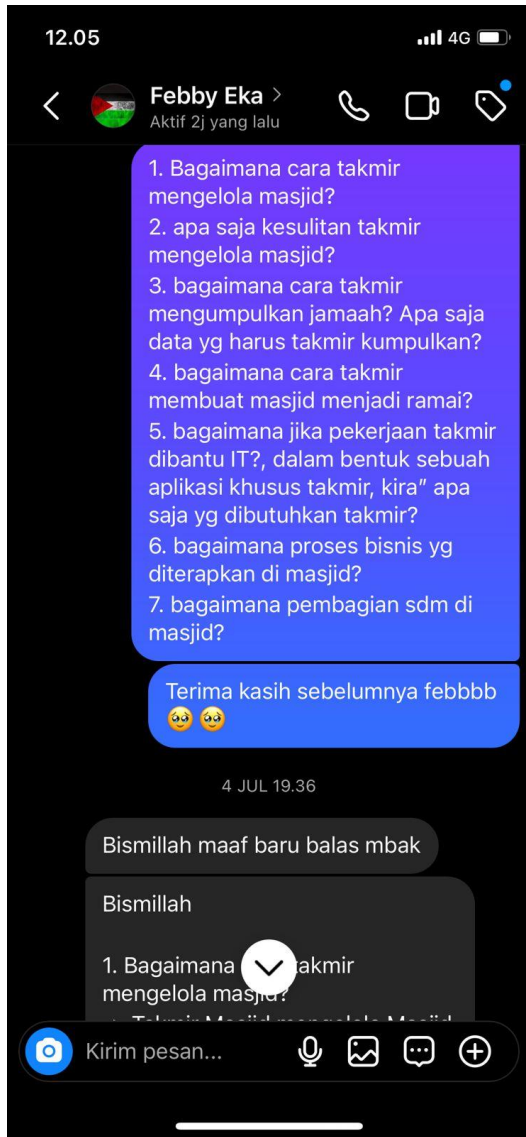 12.05
4G
Febby Eka >
Aktif 2j yang lalu
1. Bagaimana cara takmir
mengelola masjid?
2. apa saja kesulitan takmir
mengelola masjid?
3. bagaimana cara takmir
mengumpulkan jamaah? Apa saja
data yg harus takmir kumpulkan?
4. bagaimana cara takmir
membuat masjid menjadi ramai?
5. bagaimana jika pekerjaan takmir
dibantu IT?, dalam bentuk sebuah
aplikasi khusus takmir, kira” apa
saja yg dibutuhkan takmir?
6. bagaimana proses bisnis yg
diterapkan di masjid?
7. bagaimana pembagian sdm di
masjid?
Terima kasih sebelumnya febbbb
🥹 🥹
4 JUL 19.36
Bismillah maaf baru balas mbak
Bismillah
1. Bagaimana takmir
mengelola masjid?
Kirim pesan...